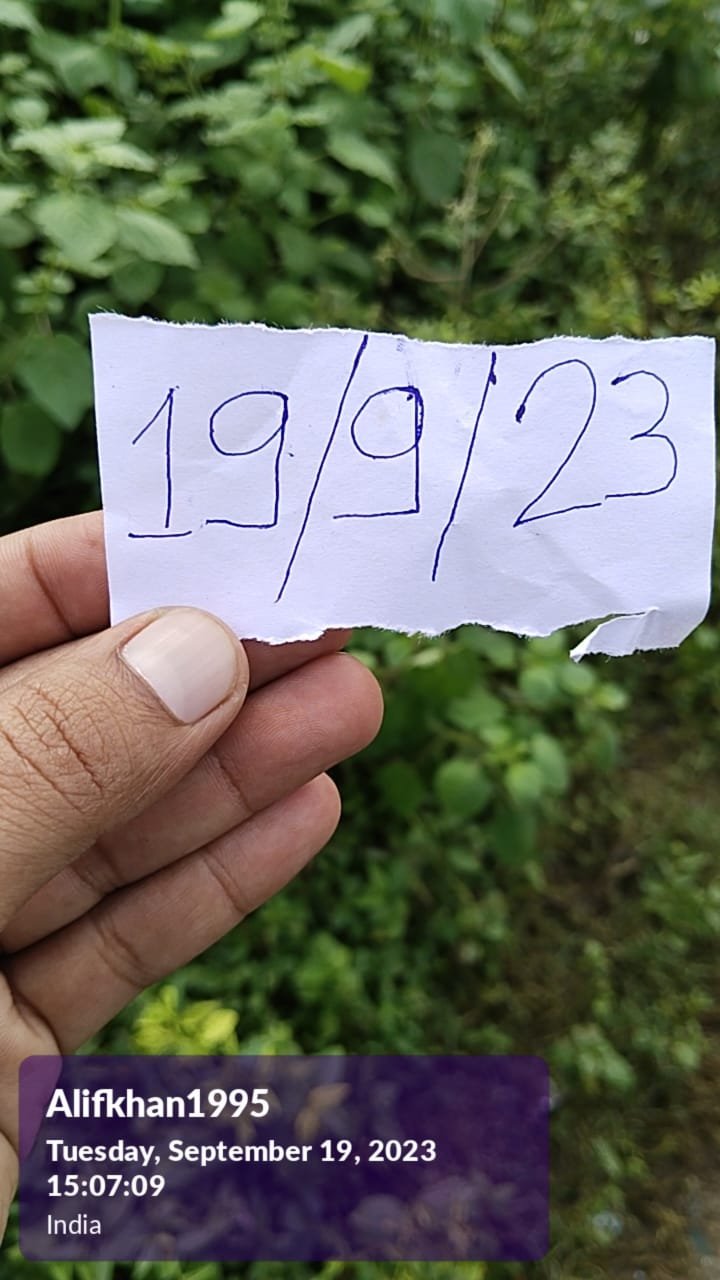 19/9/23
Alifkhan1995
Tuesday, September 19, 2023
15:07:09
India